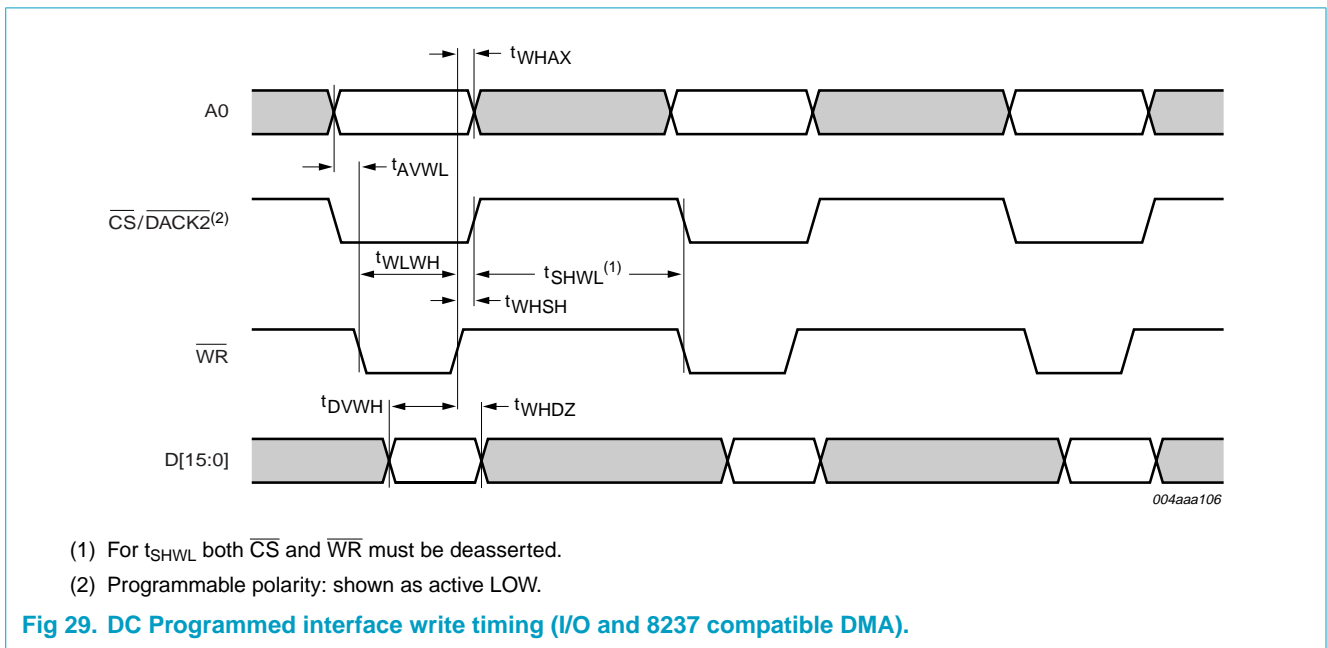 tWHAX
A0
tAVWL
CS/DACK2(2)
tWLWH
tSHWL(1)
tWHSH
WR
tDVWH
tWHDZ
D[15:0]
004aaa106
(1) For tSHWL both CS and WR must be deasserted.
(2) Programmable polarity: shown as active LOW.
Fig 29. DC Programmed interface write timing (I/O and 8237 compatible DMA).